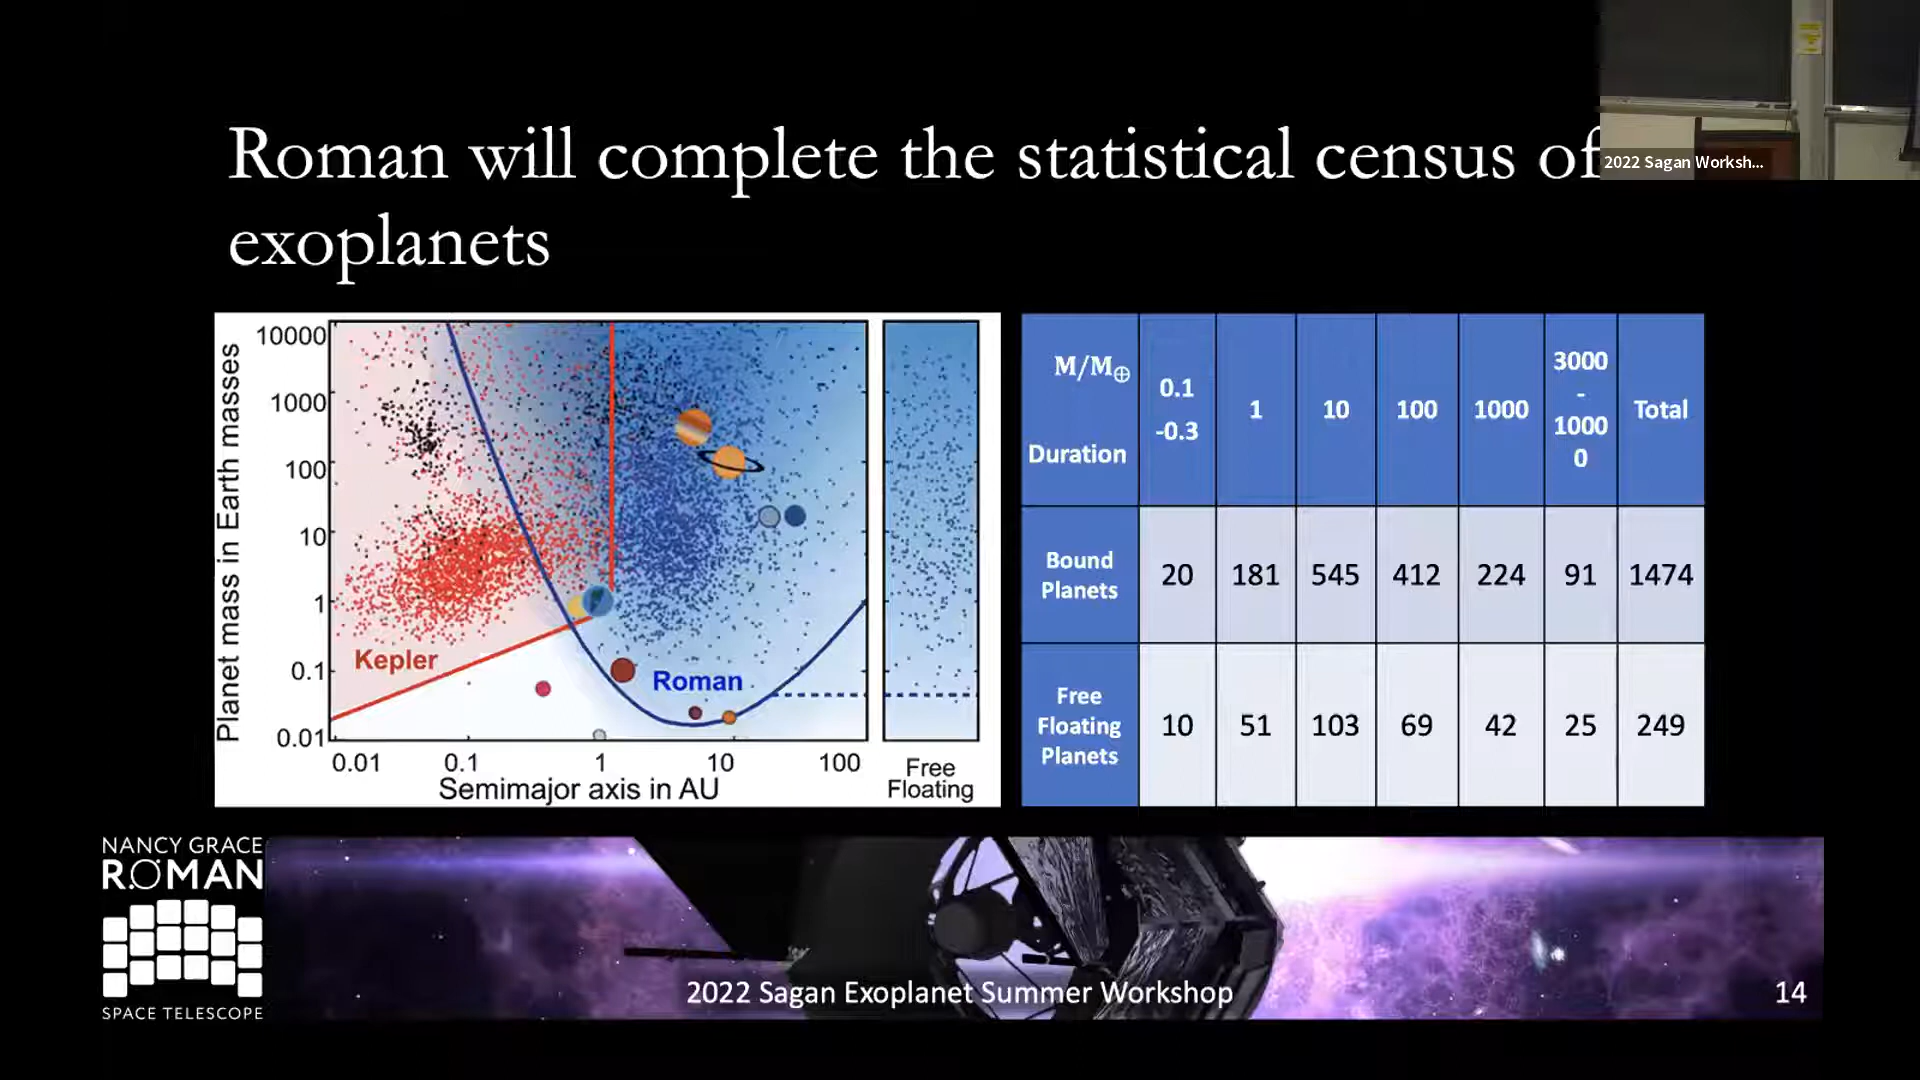 Roman will complete the statistical census of
exoplanets
2022 Sagan Worksh...
Planet mass in Earth masses
10000
1000
100
10
1
0.1
0.01
Kepler
Roman
0.01 0.1 1 10 100
Semimajor axis in AU
Free
Floating
M/M⊕
Duration
0.1
-0.3
1
10
100
1000
3000
-
1000
0
Total
Bound
Planets
20 181 545 412 224 91 1474
Free
Floating
Planets
10 51 103 69 42 25 249
NANCY GRACE
ROMAN
SPACE TELESCOPE
2022 Sagan Exoplanet Summer Workshop
14